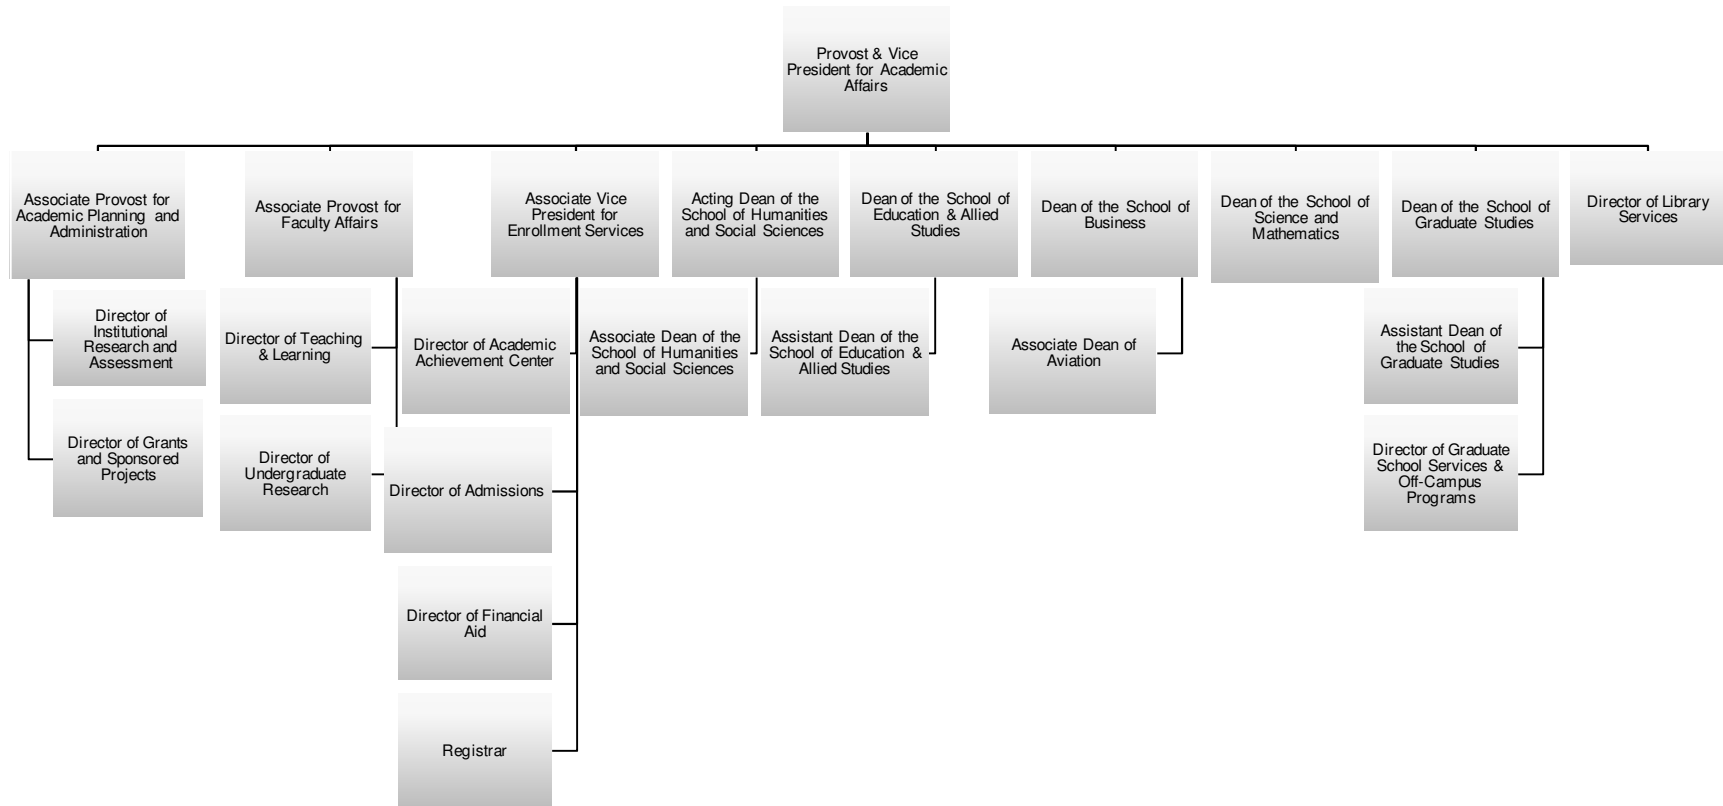 Provost & Vice
President for Academic
Affairs
Associate Provost for
Academic Planning and
Administration
Associate Provost for
Faculty Affairs
Associate Vice
President for
Enrollment Services
Acting Dean of the
School of Humanities
and Social Sciences
Dean of the School of
Education & Allied
Studies
Dean of the School of
Business
Dean of the School of
Science and
Mathematics
Dean of the School of
Graduate Studies
Director of Library
Services
Director of
Institutional
Research and
Assessment
Director of Teaching
& Learning
Director of Academic
Achievement Center
Associate Dean of the
School of Humanities
and Social Sciences
Assistant Dean of the
School of Education &
Allied Studies
Associate Dean of
Aviation
Assistant Dean of
the School of
Graduate Studies
Director of Grants
and Sponsored
Projects
Director of
Undergraduate
Research
Director of Admissions
Director of Graduate
School Services &
Off-Campus
Programs
Director of Financial
Aid
Registrar